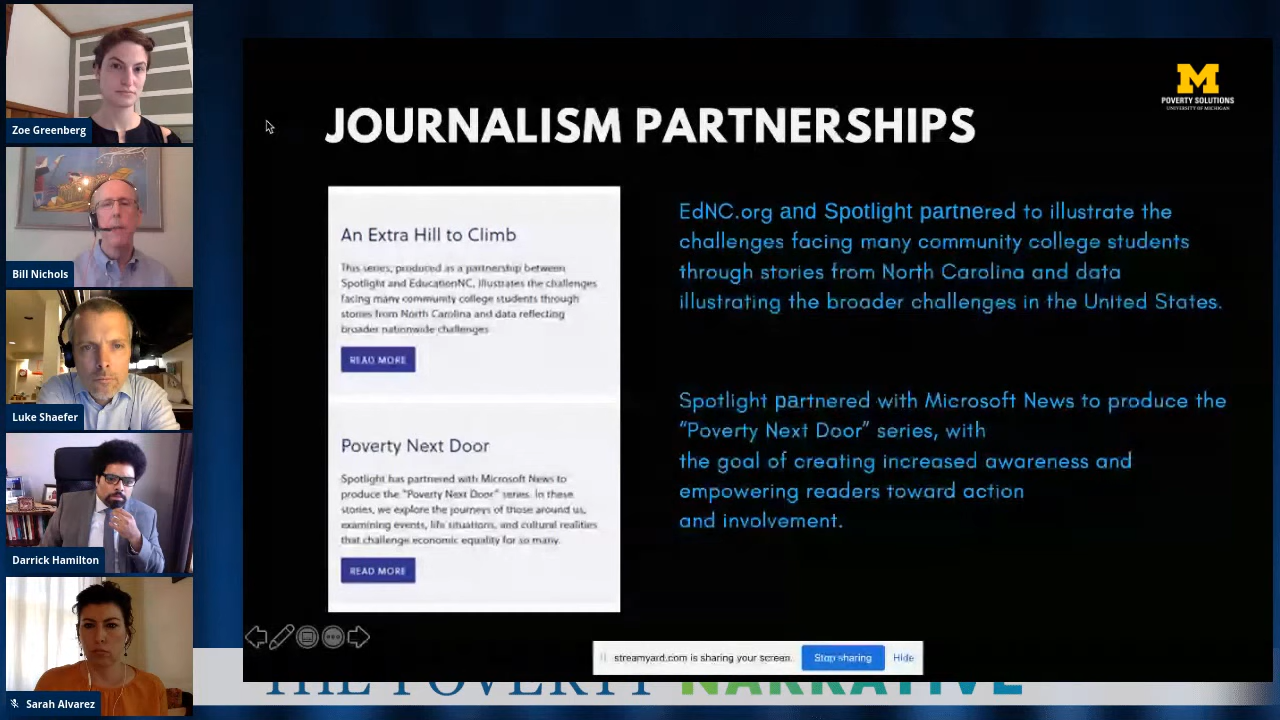 Zoe Greenberg
Bill Nichols
Luke Shaefer
Darrick Hamilton
Sarah Alvarez
M
POVERTY SOLUTIONS
UNIVERSITY OF MICHIGAN
JOURNALISM PARTNERSHIPS
An Extra Hill to Climb
This series, produced as a partnership between
Spotlight and EducationNC, illustrates the challenges
facing many community college students through
stories from North Carolina and data reflecting
broader nationwide challenges
READ MORE
Poverty Next Door
Spotlight has partnered with Microsoft News to
produce the "Poverty Next Door" series. In these
stories, we explore the journeys of those around us,
examining events, life situations, and cultural realities
that challenge economic equality for so many.
READ MORE
EdNC.org and Spotlight partnered to illustrate the
challenges facing many community college students
through stories from North Carolina and data
illustrating the broader challenges in the United States.
Spotlight partnered with Microsoft News to produce the
“Poverty Next Door” series, with
the goal of creating increased awareness and
empowering readers toward action
and involvement.
streamyard.com is sharing your screen.
Stop sharing
Hide
THE POVERTY NARRATIVE